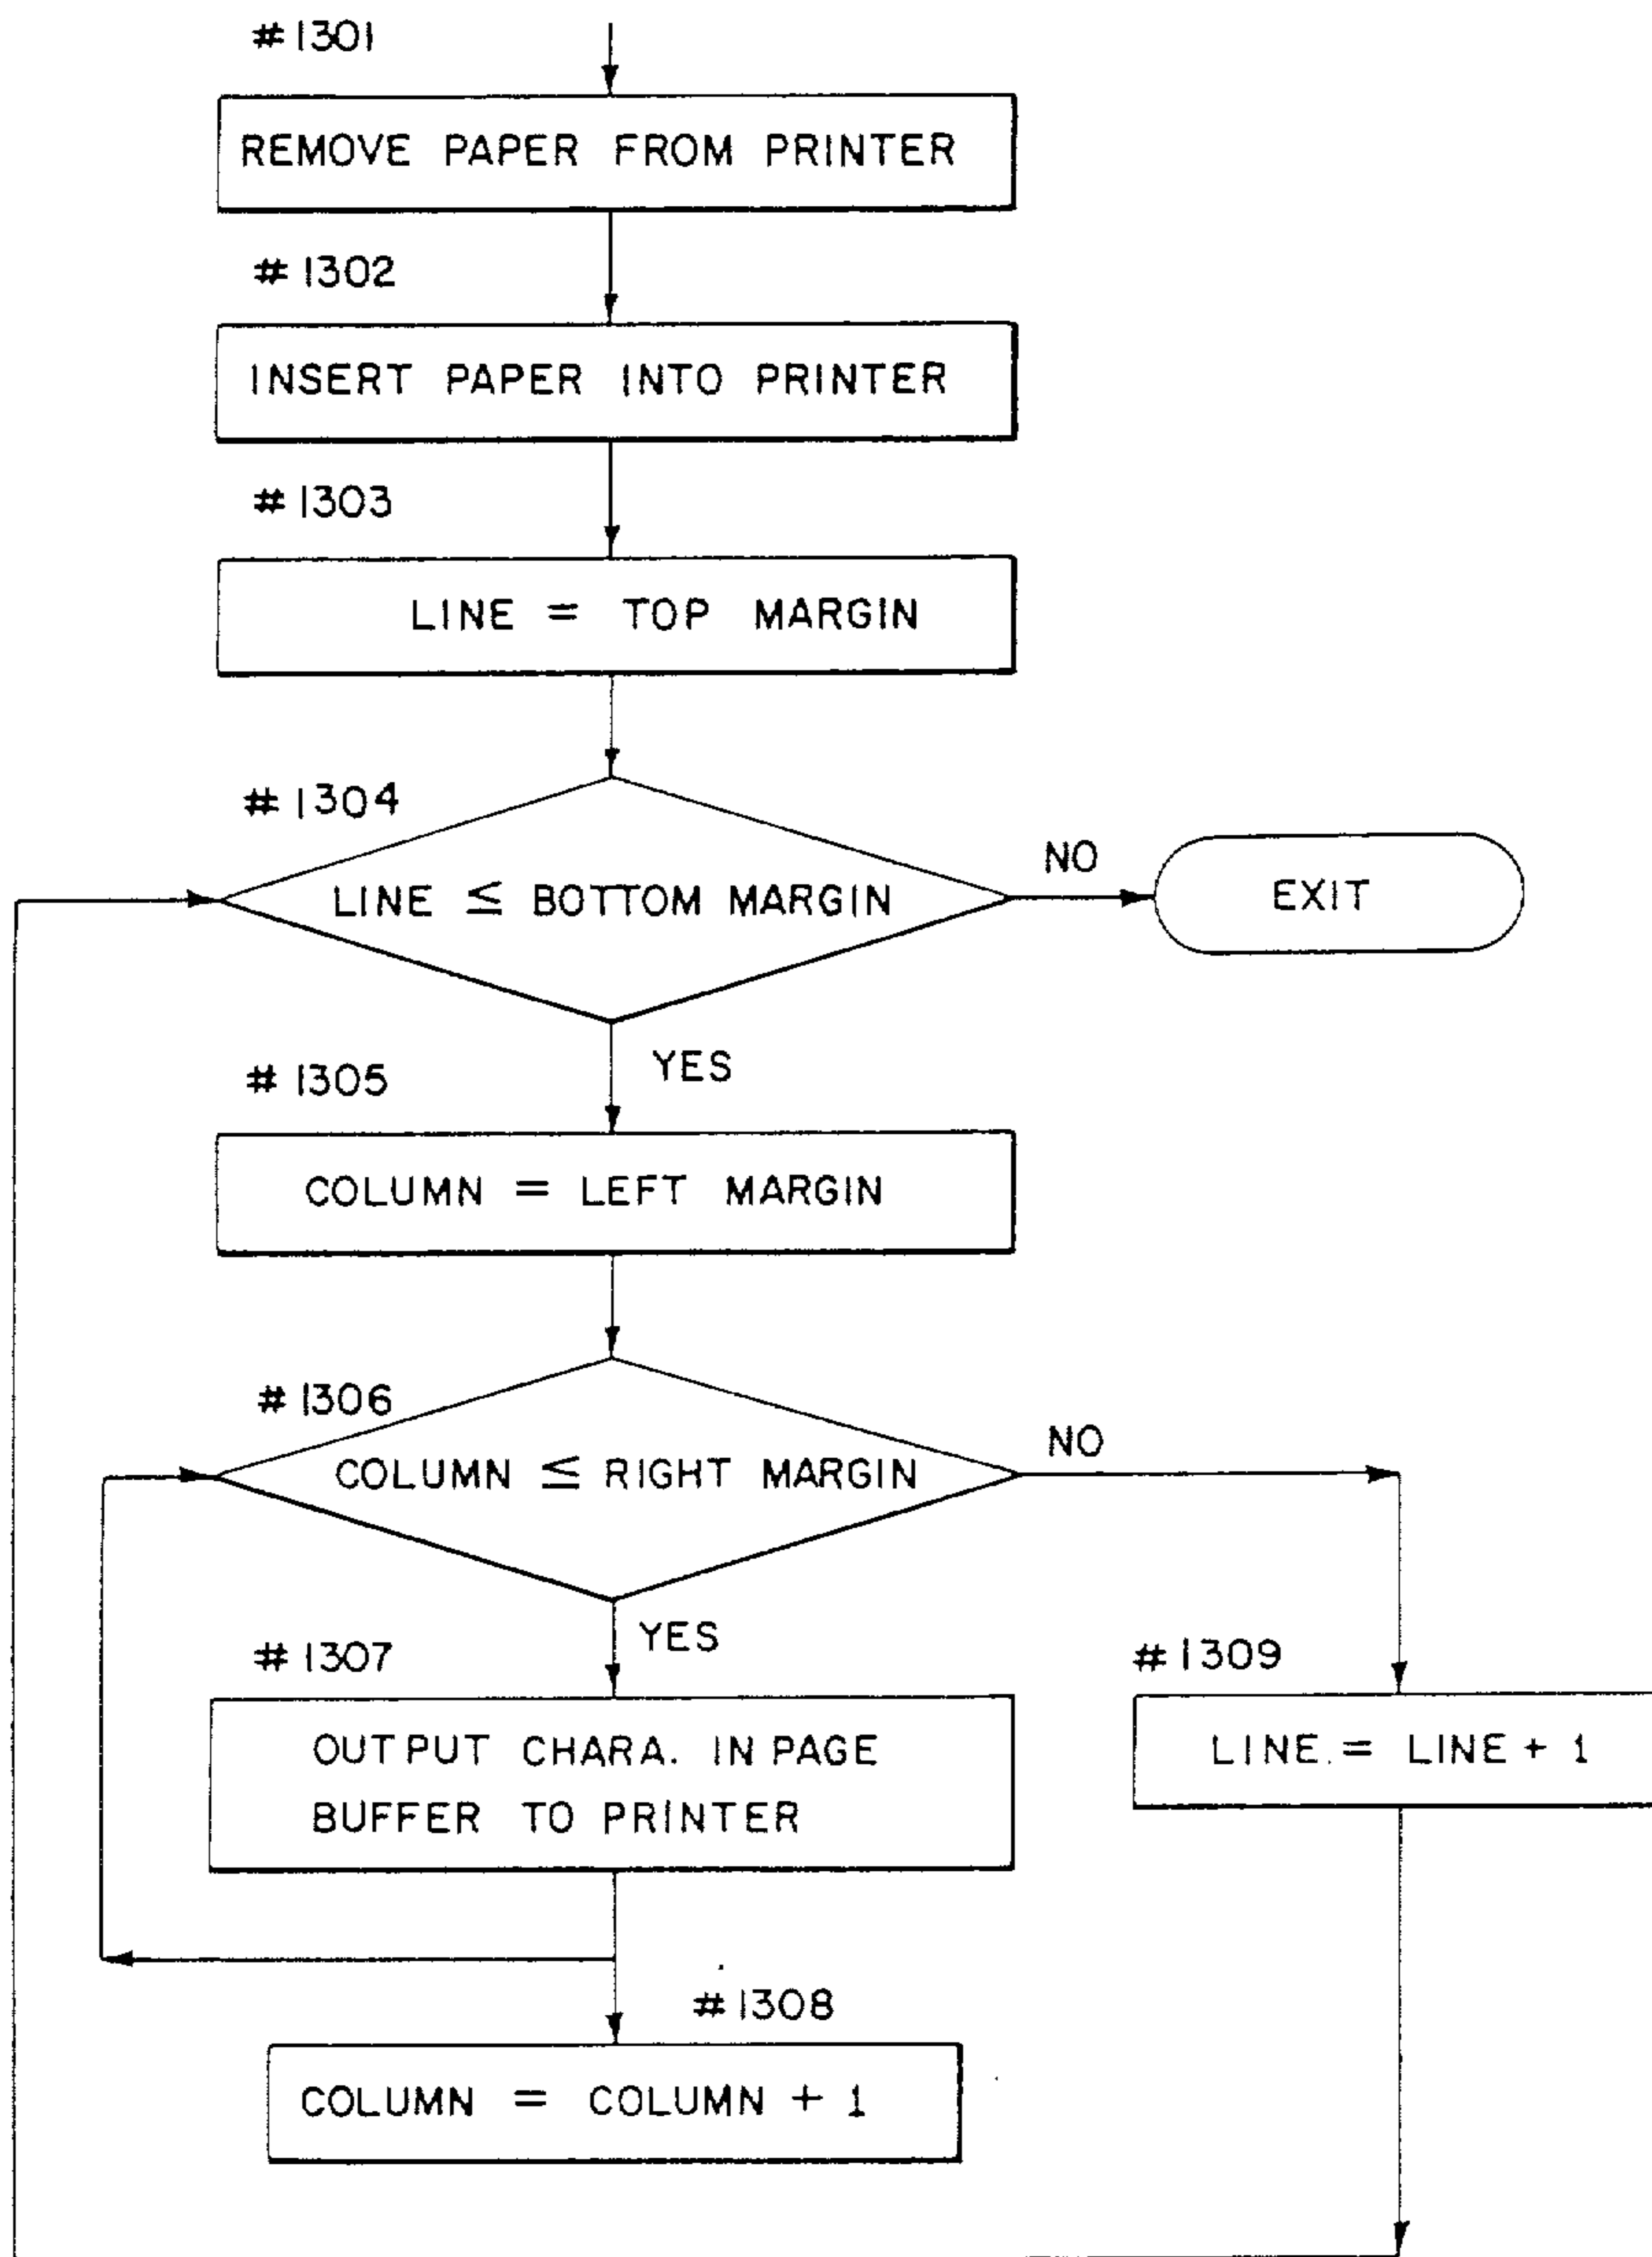 #1301
REMOVE PAPER FROM PRINTER
#1302
INSERT PAPER INTO PRINTER
#1303
LINE = TOP MARGIN
#1304
LINE ≦ BOTTOM MARGIN
NO
EXIT
YES
#1305
COLUMN = LEFT MARGIN
#1306
COLUMN ≦ RIGHT MARGIN
NO
YES
#1307
OUTPUT CHARA. IN PAGE
BUFFER TO PRINTER
#1309
LINE = LINE + 1
#1308
COLUMN = COLUMN + 1